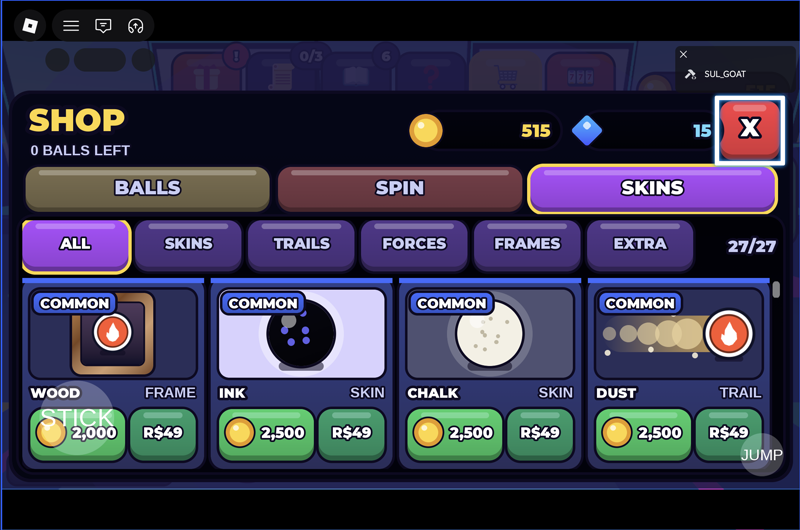 !
0/3
6
SUL_GOAT
SHOP
515
15
X
0 BALLS LEFT
BALLS
SPIN
SKINS
ALL
SKINS
TRAILS
FORCES
FRAMES
EXTRA
27/27
COMMON
COMMON
COMMON
COMMON
WOOD
FRAME
INK
SKIN
CHALK
SKIN
DUST
TRAIL
STICK
2,000
R$49
2,500
R$49
2,500
R$49
2,500
R$49
JUMP